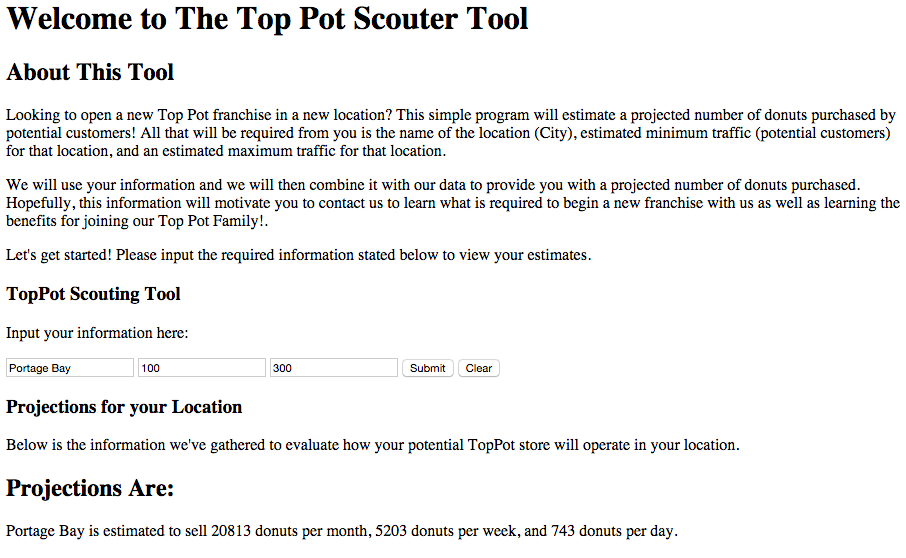 Welcome to The Top Pot Scouter Tool
About This Tool
Looking to open a new Top Pot franchise in a new location? This simple program will estimate a projected number of donuts purchased by
potential customers! All that will be required from you is the name of the location (City), estimated minimum traffic (potential customers)
for that location, and an estimated maximum traffic for that location.
We will use your information and we will then combine it with our data to provide you with a projected number of donuts purchased.
Hopefully, this information will motivate you to contact us to learn what is required to begin a new franchise with us as well as learning the
benefits for joining our Top Pot Family!.
Let's get started! Please input the required information stated below to view your estimates.
TopPot Scouting Tool
Input your information here:
Portage Bay 100 300 Submit Clear
Projections for your Location
Below is the information we've gathered to evaluate how your potential TopPot store will operate in your location.
Projections Are:
Portage Bay is estimated to sell 20813 donuts per month, 5203 donuts per week, and 743 donuts per day.